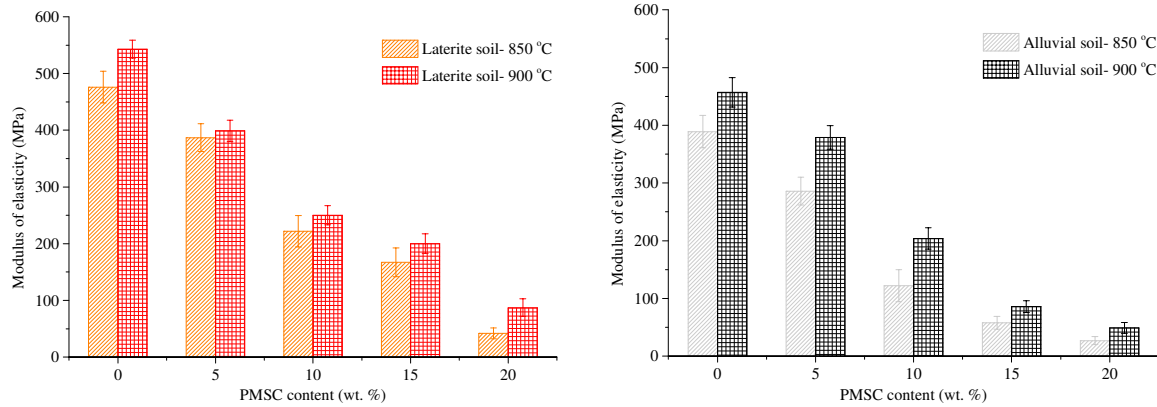 600
500
400
300
200
100
0
Modulus of elasticity (MPa)
Laterite soil- 850 °C
Laterite soil- 900 °C
0 5 10 15 20
PMSC content (wt. %)
600
500
400
300
200
100
0
Modulus of elasticity (MPa)
Alluvial soil- 850 °C
Alluvial soil- 900 °C
0 5 10 15 20
PMSC content (wt. %)